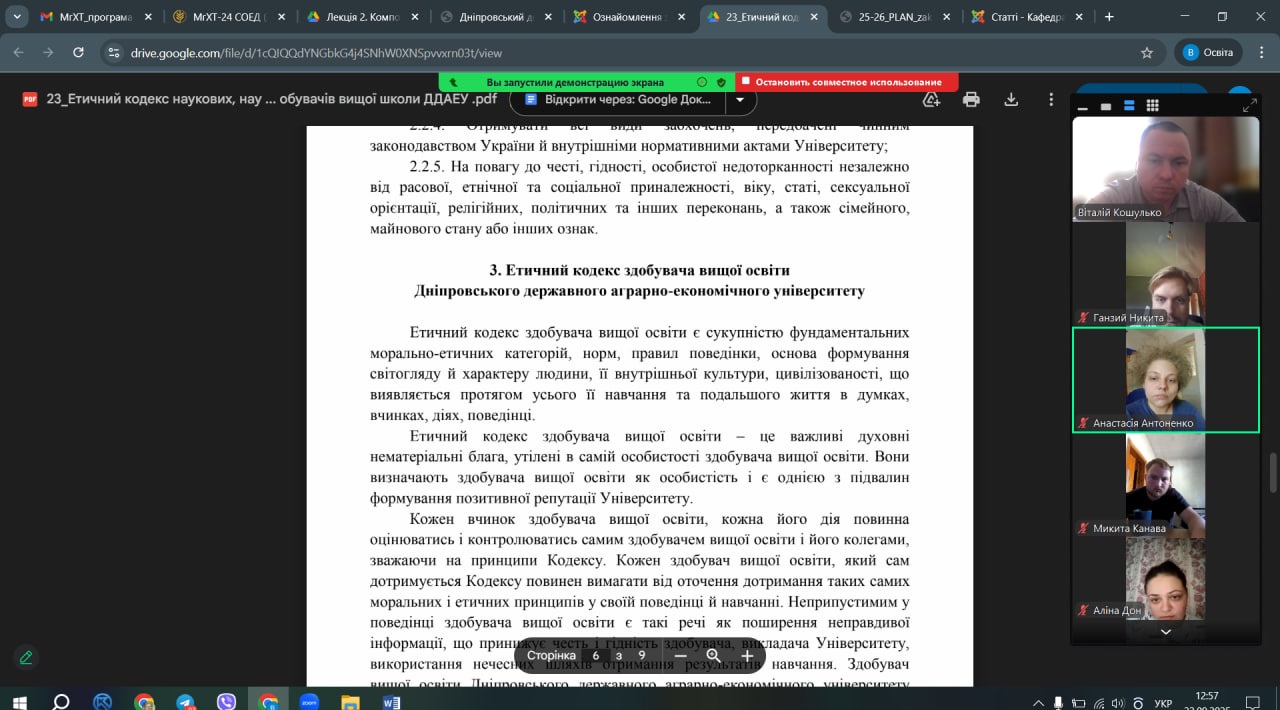 MrXT_програма
MrXT-24 СОЕД
Лекція 2. Компо
Дніпровський д
Ознайомлення
23_Етичний код
25-26_PLAN_zak
Статті - Кафедра
drive.google.com/file/d/1cQIQQdYNGbkG4j4SNhW0XNSpvvxrn03t/view
Освіта
Вы запустили демонстрацию экрана
Остановить совместное использование
PDF
23_Етичний кодекс наукових, нау ... обувачів вищої школи ДДАЕУ .pdf
Відкрити через: Google Док...
2.2.4. Отримувати всі види заохочень, передбачені чинним
законодавством України й внутрішніми нормативними актами Університету;
2.2.5. На повагу до честі, гідності, особистої недоторканності незалежно
від расової, етнічної та соціальної приналежності, віку, статі, сексуальної
орієнтації, релігійних, політичних та інших переконань, а також сімейного,
майнового стану або інших ознак.
3. Етичний кодекс здобувача вищої освіти
Дніпровського державного аграрно-економічного університету
Етичний кодекс здобувача вищої освіти є сукупністю фундаментальних
морально-етичних категорій, норм, правил поведінки, основа формування
світогляду й характеру людини, її внутрішньої культури, цивілізованості, що
виявляється протягом усього її навчання та подальшого життя в думках,
вчинках, діях, поведінці.
Етичний кодекс здобувача вищої освіти – це важливі духовні
нематеріальні блага, утілені в самій особистості здобувача вищої освіти. Вони
визначають здобувача вищої освіти як особистість і є однією з підвалин
формування позитивної репутації Університету.
Кожен вчинок здобувача вищої освіти, кожна його дія повинна
оцінюватись і контролюватись самим здобувачем вищої освіти і його колегами,
зважаючи на принципи Кодексу. Кожен здобувач вищої освіти, який сам
дотримується Кодексу повинен вимагати від оточення дотримання таких самих
моральних і етичних принципів у своїй поведінці й навчанні. Неприпустимим у
поведінці здобувача вищої освіти є такі речі як поширення неправдивої
інформації, що принижує честь і гідність здобувача, викладача Університету,
використання нечесних шляхів отримання результатів навчання. Здобувач
вищої освіти Дніпровського державного аграрно-економічного університету
Сторінка 6 з 9
Віталій Кошулько
Ганзий Никита
Анастасія Антоненко
Микита Канава
Аліна Дон
zoom
УКР
12:57